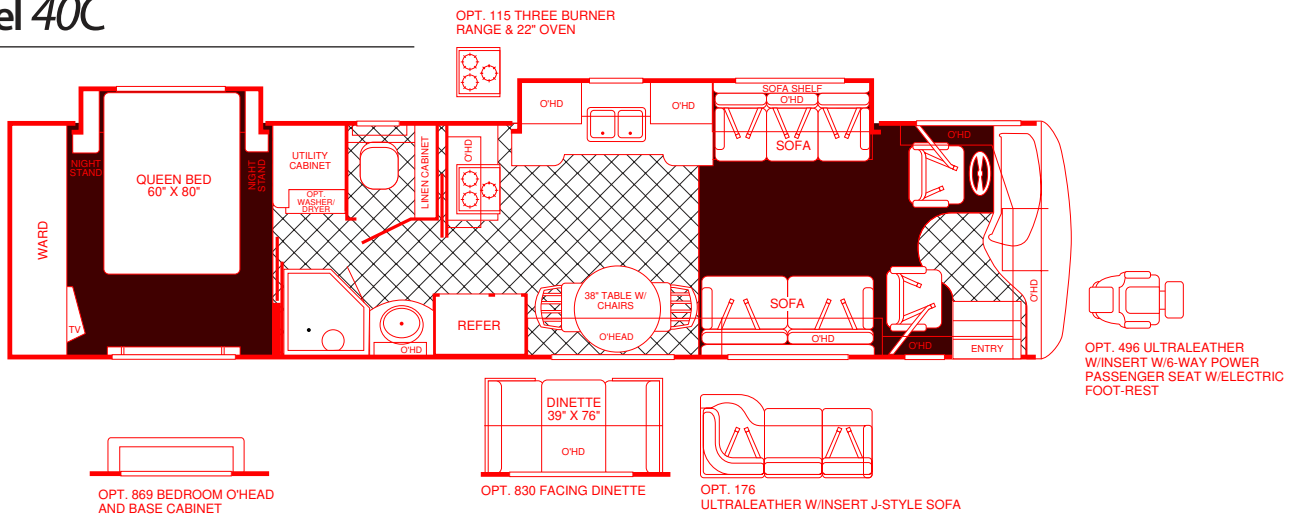 el 40C
OPT. 115 THREE BURNER
RANGE & 22" OVEN
O'HD
O'HD
SOFA SHELF
O'HD
SOFA
O'HD
NIGHT
STAND
QUEEN BED
60" X 80"
NIGHT
STAND
UTILITY
CABINET
OPT.
WASHER/
DRYER
LINEN CABINET
O'HD
WARD
TV
O'HD
REFER
38" TABLE W/
CHAIRS
O'HEAD
SOFA
O'HD
O'HD
ENTRY
O'HD
OPT. 496 ULTRALEATHER
W/INSERT W/6-WAY POWER
PASSENGER SEAT W/ELECTRIC
FOOT-REST
DINETTE
39" X 76"
O'HD
OPT. 869 BEDROOM O'HEAD
AND BASE CABINET
OPT. 830 FACING DINETTE
OPT. 176
ULTRALEATHER W/INSERT J-STYLE SOFA